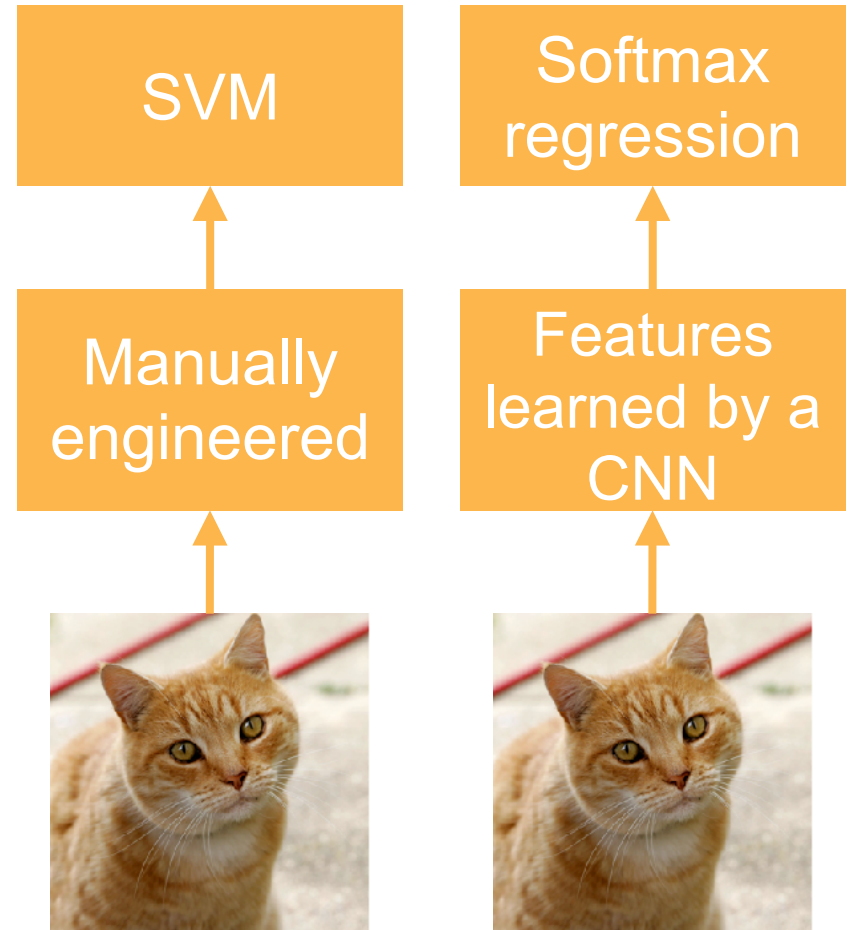 SVM
Softmax
regression
Manually
engineered
Features
learned by a
CNN